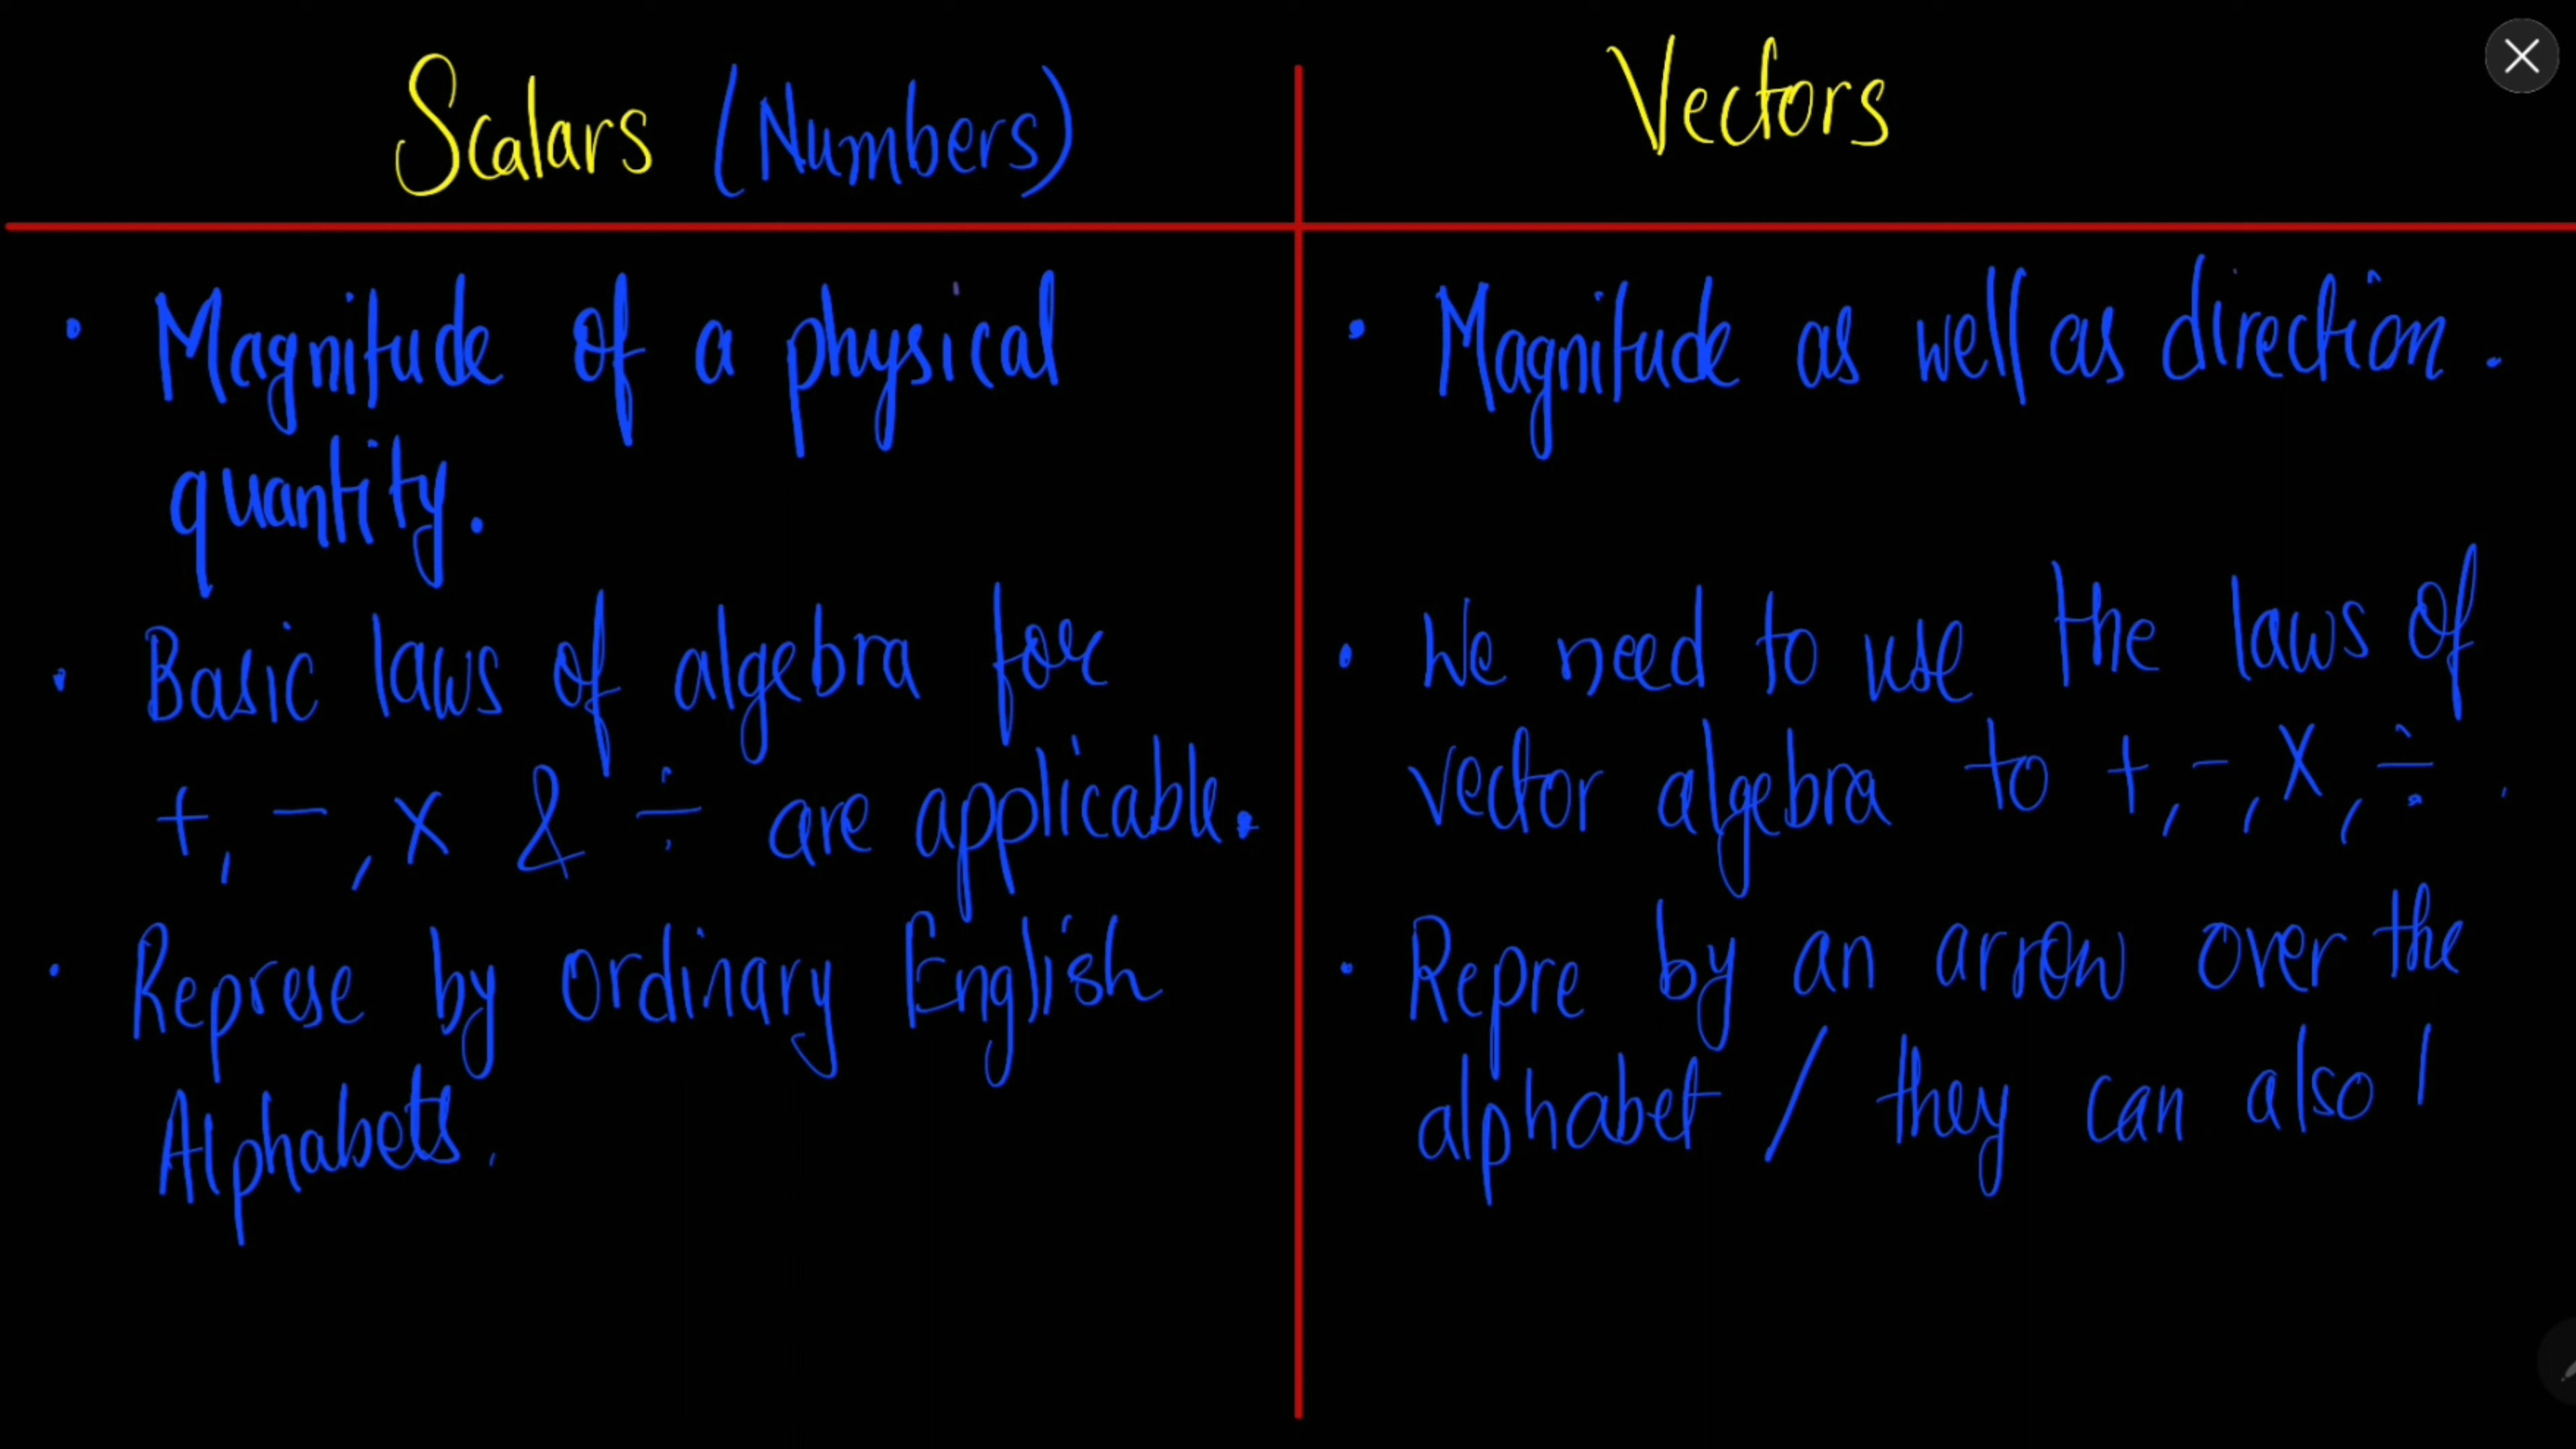 Scalars (Numbers)
• Magnitude of a physical
quantity.
• Basic laws of algebra for
+, -, x & ÷ are applicable.
• Represe by ordinary English
Alphabets.
Vectors
• Magnitude as well as direction.
• We need to use the laws of
vector algebra to +, -, X, ÷.
• Repre by an arrow over the
alphabet / they can also l